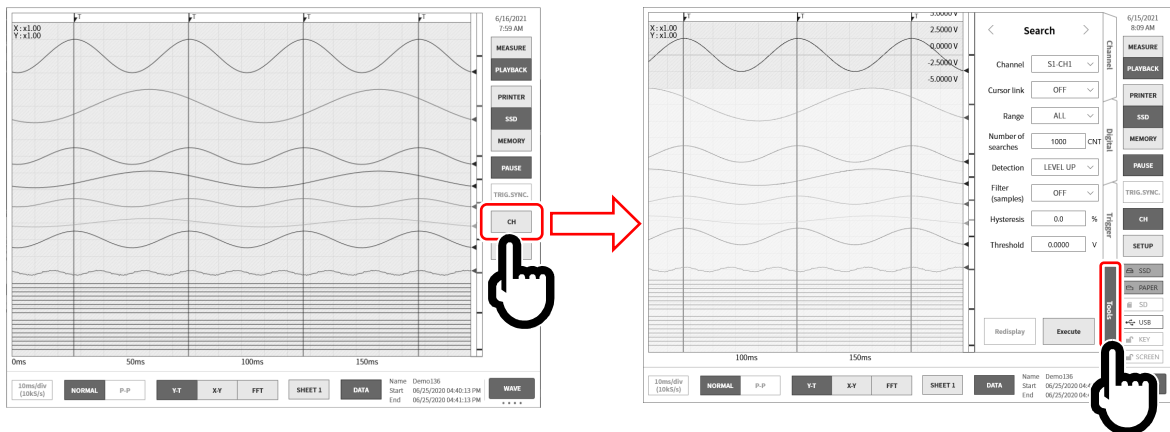 X: x1.00
Y: x1.00
T
T
T
6/16/2021
7:59 AM
MEASURE
PLAYBACK
PRINTER
SSD
MEMORY
PAUSE
TRIG.SYNC.
CH
0ms
50ms
100ms
150ms
10ms/div
(10kS/s)
NORMAL
P-P
Y-T
X-Y
FFT
SHEET 1
DATA
Name Demo136
Start 06/25/2020 04:40:13 PM
End 06/25/2020 04:41:13 PM
WAVE
X: x1.00
Y: x1.00
T
T
T
5.0000 V
2.5000 V
0.0000 V
-2.5000 V
-5.0000 V
Search
Channel S1-CH1
Cursor link OFF
Range ALL
Number of searches 1000 CNT
Detection LEVEL UP
Filter (samples) OFF
Hysteresis 0.0 %
Threshold 0.0000 V
Redisplay
Execute
Channel
Digital
Trigger
Tools
6/15/2021
8:09 AM
MEASURE
PLAYBACK
PRINTER
SSD
MEMORY
PAUSE
TRIG.SYNC.
CH
SETUP
SSD
PAPER
SD
USB
KEY
SCREEN
100ms
150ms
10ms/div
(10kS/s)
NORMAL
P-P
Y-T
X-Y
FFT
SHEET 1
DATA
Name Demo136
Start 06/25/2020 04:4
End 06/25/2020 04: